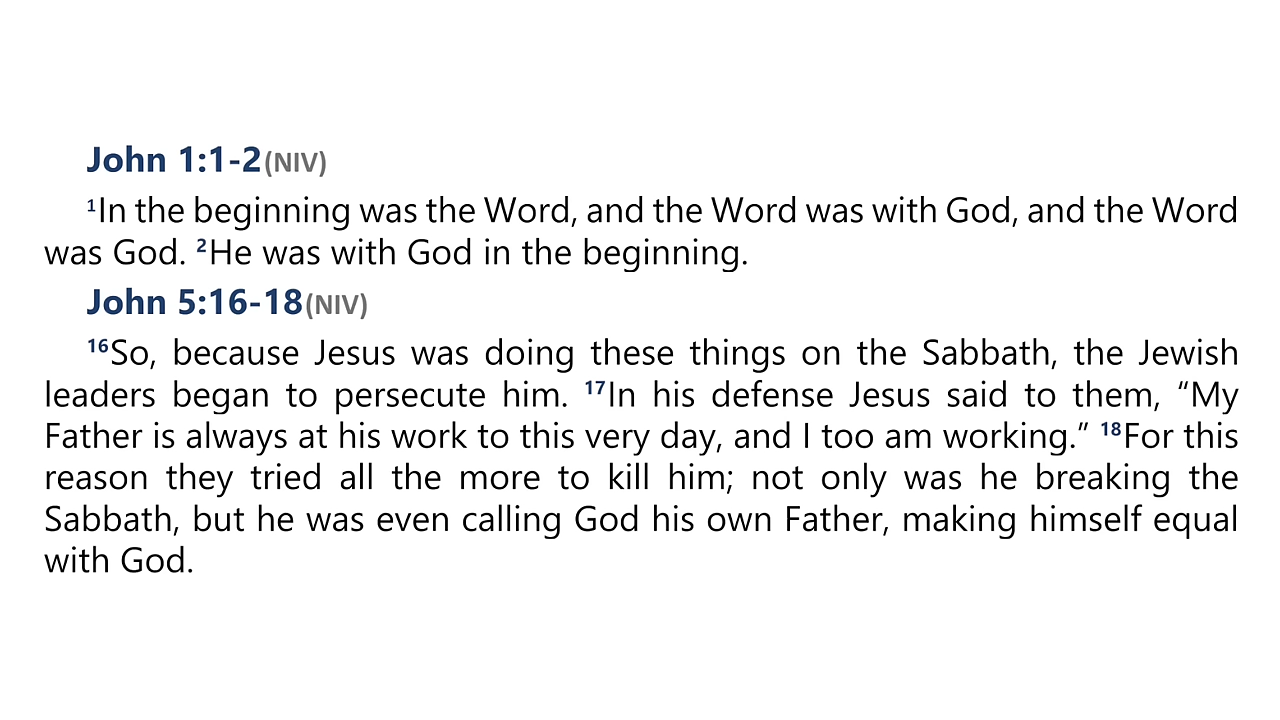 John 1:1-2(NIV)
¹In the beginning was the Word, and the Word was with God, and the Word
was God. ²He was with God in the beginning.
John 5:16-18(NIV)
¹⁶So, because Jesus was doing these things on the Sabbath, the Jewish
leaders began to persecute him. ¹⁷In his defense Jesus said to them, “My
Father is always at his work to this very day, and I too am working.” ¹⁸For this
reason they tried all the more to kill him; not only was he breaking the
Sabbath, but he was even calling God his own Father, making himself equal
with God.